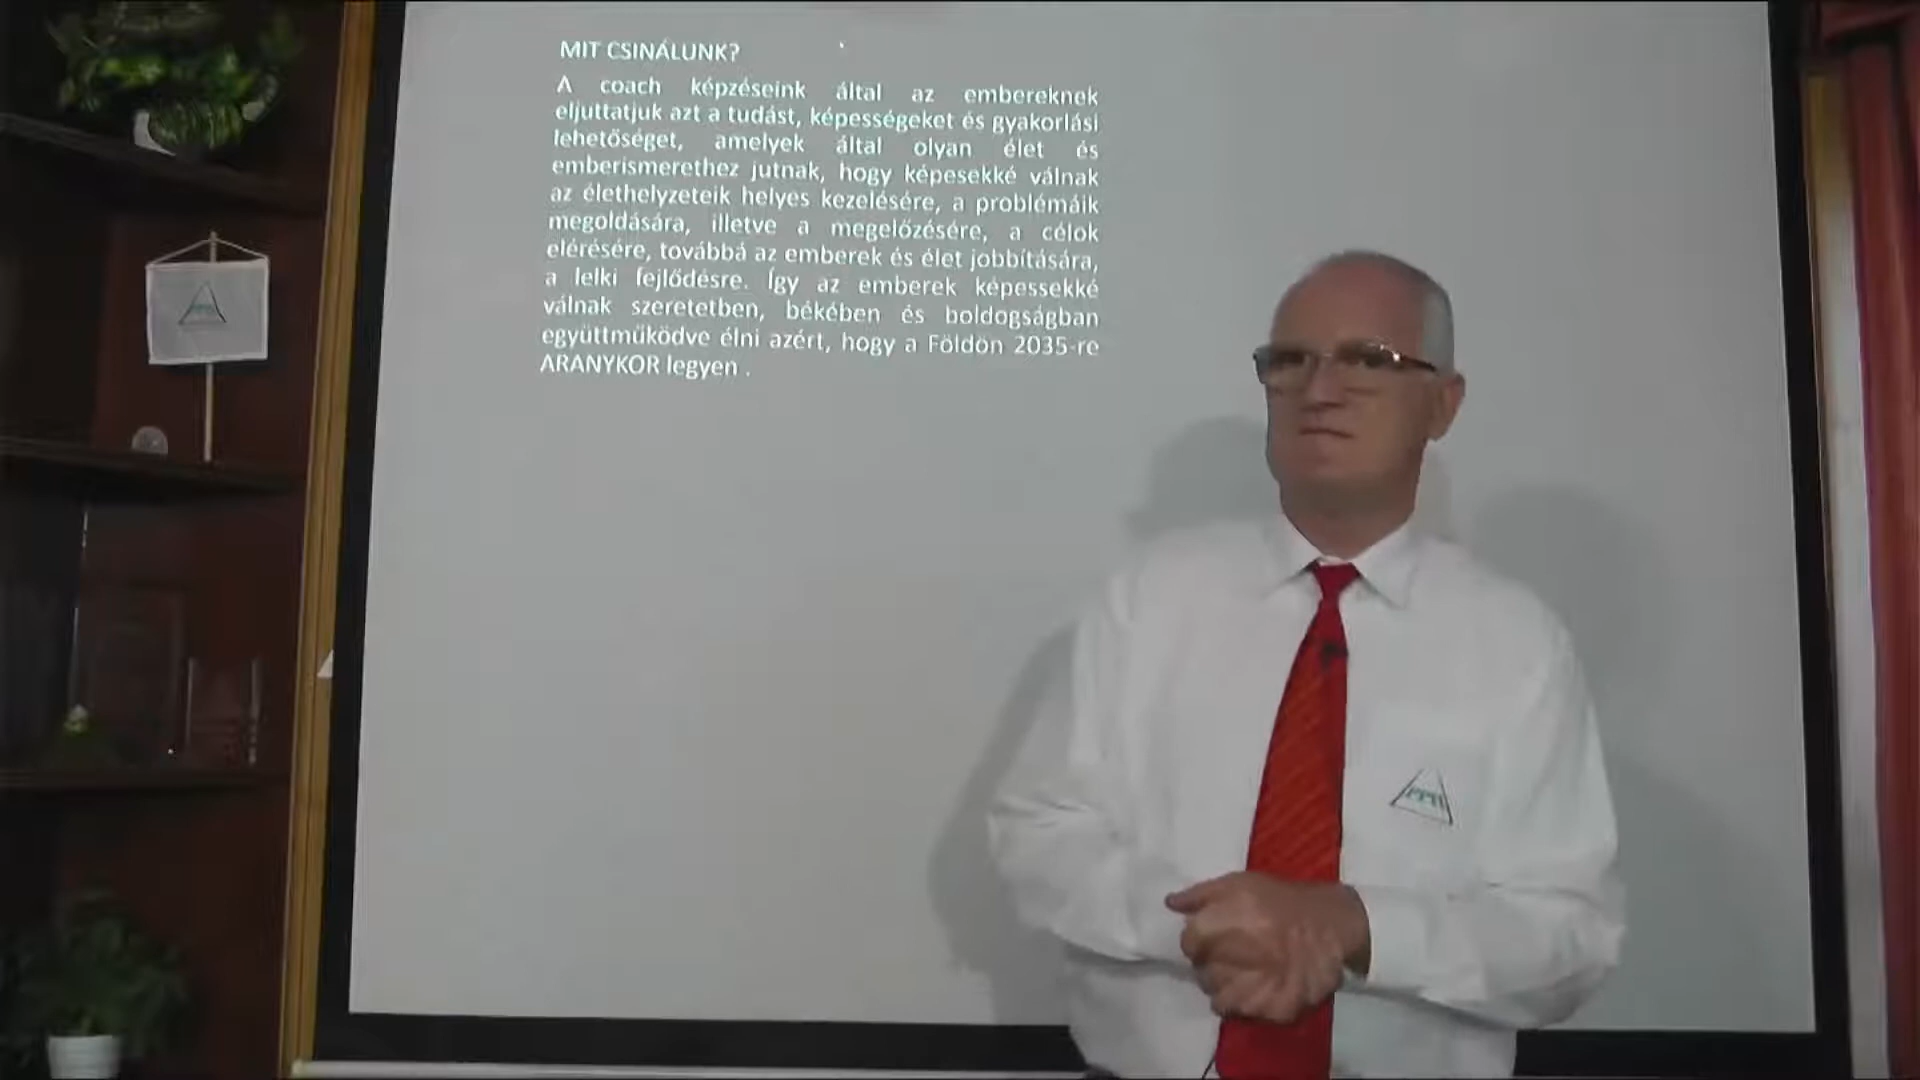 MIT CSINÁLUNK?
A coach képzéseink által az embereknek
eljuttatjuk azt a tudást, képességeket és gyakorlási
lehetőséget, amelyek által olyan élet és
emberismerethez jutnak, hogy képesekké válnak
az élethelyzeteik helyes kezelésére, a problémáik
megoldására, illetve a megelőzésére, a célok
elérésére, továbbá az emberek és élet jobbítására,
a lelki fejlődésre. Így az emberek képessekké
válnak szeretetben, békében és boldogságban
együttműködve élni azért, hogy a Földön 2035-re
ARANYKOR legyen .